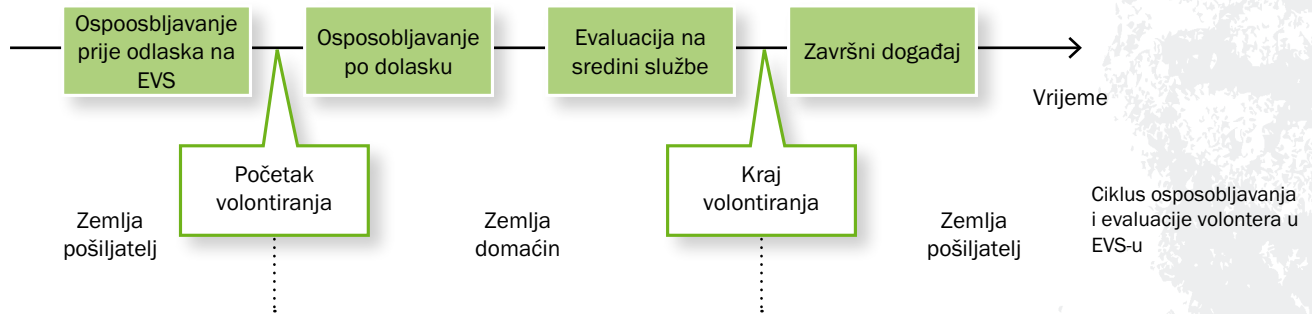 Ospoosbljavanje
prije odlaska na
EVS
Osposobljavanje
po dolasku
Evaluacija na
sredini službe
Završni događaj
Vrijeme
Početak
volontiranja
Kraj
volontiranja
Zemlja
pošiljatelj
Zemlja
domaćin
Zemlja
pošiljatelj
Ciklus osposobljavanja
i evaluacije volontera u
EVS-u